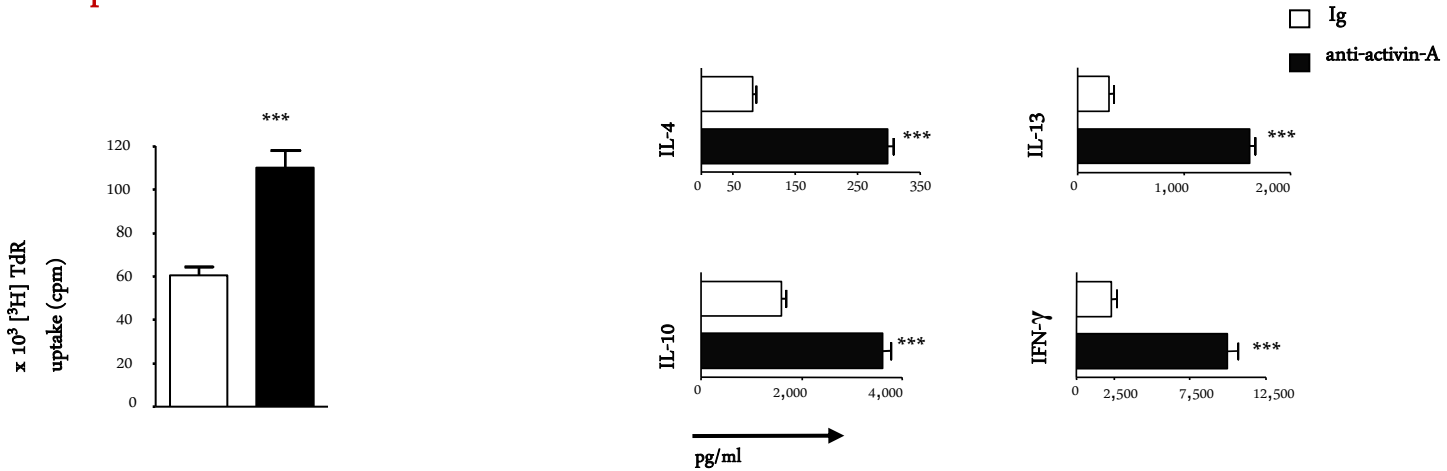 Ig
anti-activin-A
***
120
100
80
60
40
20
0
x 10³ [³H] TdR
uptake (cpm)
IL-4
***
0 50 150 250 350
IL-13
***
0 1,000 2,000
IL-10
***
0 2,000 4,000
IFN-γ
***
0 2,500 7,500 12,500
pg/ml